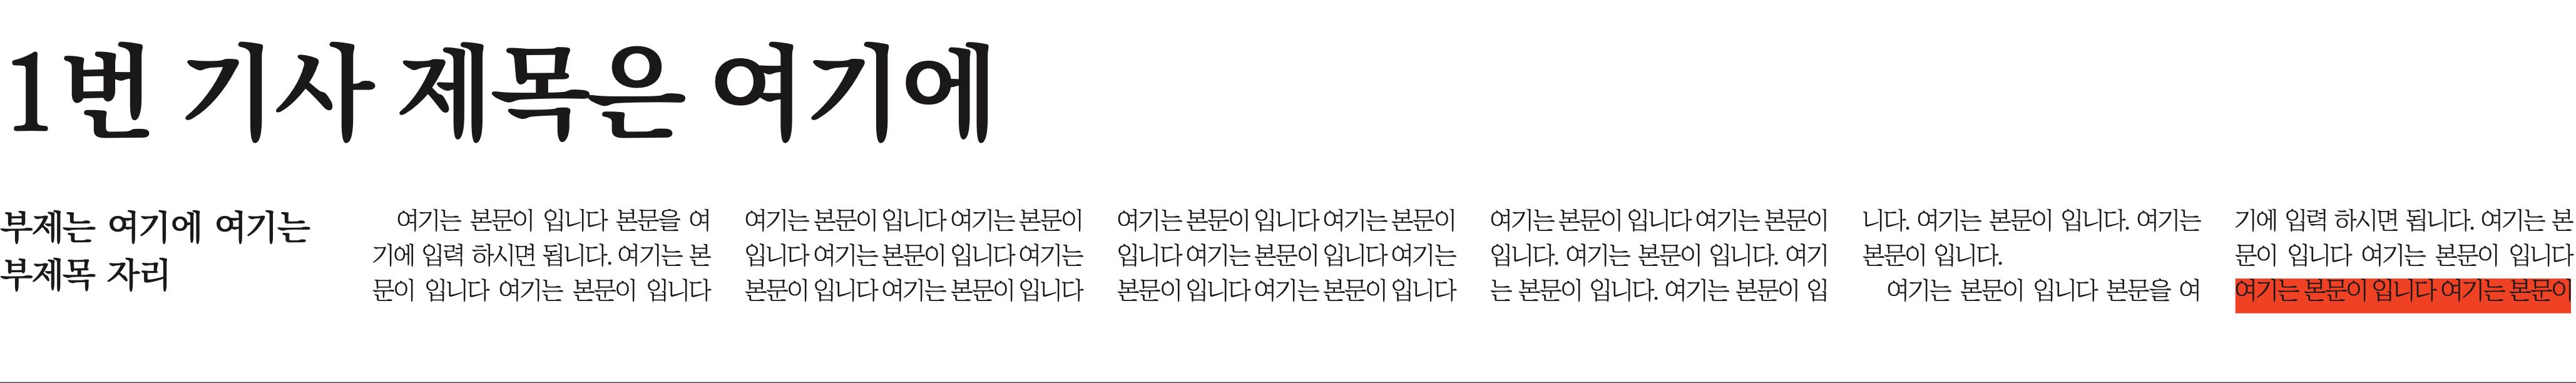 1번 기사 제목은 여기에
부제는 여기에 여기는
부제목 자리
여기는 본문이 입니다 본문을 여
기에 입력 하시면 됩니다. 여기는 본
문이 입니다 여기는 본문이 입니다
여기는 본문이 입니다 여기는 본문이
입니다 여기는 본문이 입니다 여기는
본문이 입니다 여기는 본문이 입니다
여기는 본문이 입니다 여기는 본문이
입니다 여기는 본문이 입니다 여기는
본문이 입니다 여기는 본문이 입니다
여기는 본문이 입니다 여기는 본문이
입니다. 여기는 본문이 입니다. 여기
는 본문이 입니다. 여기는 본문이 입
니다. 여기는 본문이 입니다. 여기는
본문이 입니다.
여기는 본문이 입니다 본문을 여
기에 입력 하시면 됩니다. 여기는 본
문이 입니다 여기는 본문이 입니다
여기는 본문이 입니다 여기는 본문이